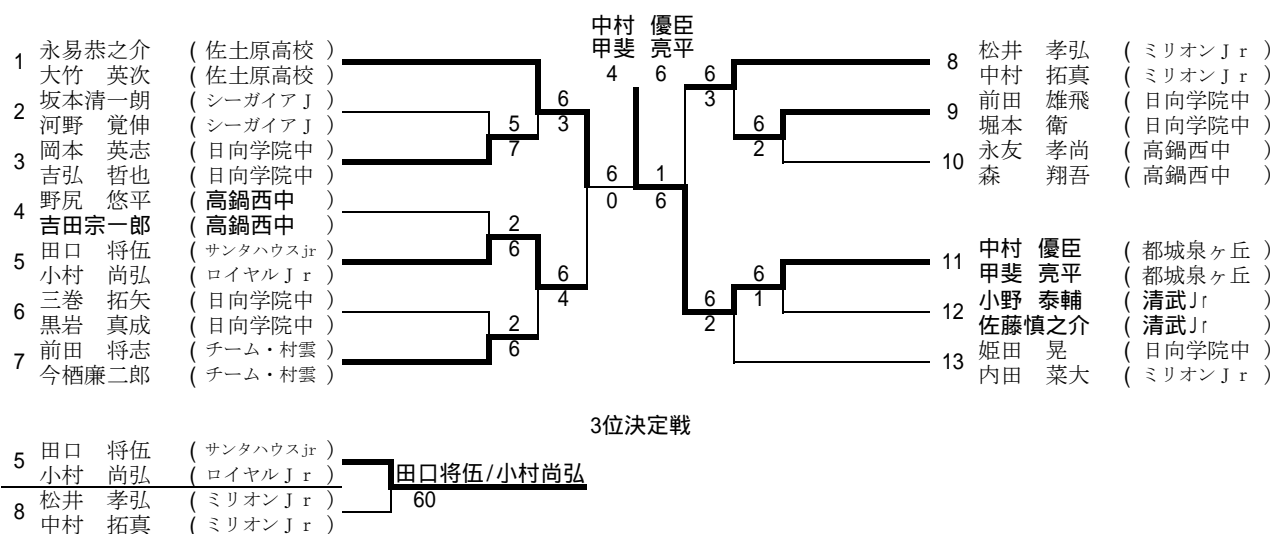 中村 優臣
甲斐 亮平
4 6
1 永易恭之介 ( 佐土原高校 )
大竹 英次 ( 佐土原高校 )
2 坂本清一朗 ( シーガイアJ )
河野 覚伸 ( シーガイアJ )
3 岡本 英志 ( 日向学院中 )
吉弘 哲也 ( 日向学院中 )
4 野尻 悠平 ( 高鍋西中 )
吉田宗一郎 ( 高鍋西中 )
5 田口 将伍 ( サンタハウスjr )
小村 尚弘 ( ロイヤルJr )
6 三巻 拓矢 ( 日向学院中 )
黒岩 真成 ( 日向学院中 )
7 前田 将志 ( チーム・村雲 )
今栖廉二郎 ( チーム・村雲 )
5
7
2
6
2
6
6
3
6
4
6
0
1
6
6
3
6
2
6
2
6
1
8 松井 孝弘 ( ミリオンJr )
中村 拓真 ( ミリオンJr )
9 前田 雄飛 ( 日向学院中 )
堀本 衛 ( 日向学院中 )
10 永友 孝尚 ( 高鍋西中 )
森 翔吾 ( 高鍋西中 )
11 中村 優臣 ( 都城泉ヶ丘 )
甲斐 亮平 ( 都城泉ヶ丘 )
12 小野 泰輔 ( 清武Jr )
佐藤慎之介 ( 清武Jr )
13 姫田 晃 ( 日向学院中 )
内田 菜大 ( ミリオンJr )
3位決定戦
5 田口 将伍 ( サンタハウスjr )
小村 尚弘 ( ロイヤルJr )
8 松井 孝弘 ( ミリオンJr )
中村 拓真 ( ミリオンJr )
田口将伍/小村尚弘
60